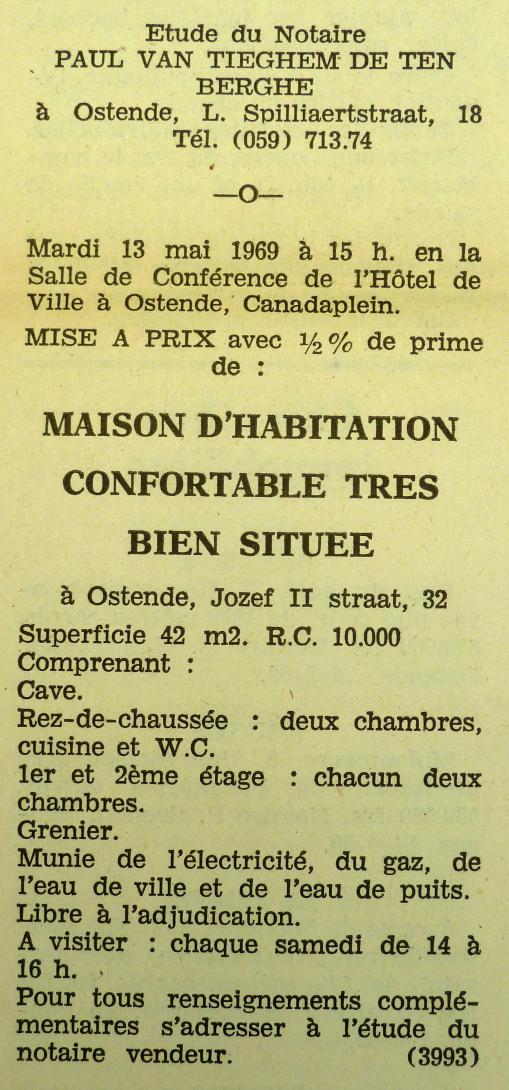 Etude du Notaire
PAUL VAN TIEGHEM DE TEN
BERGHE
à Ostende, L. Spilliaertstraat, 18
Tél. (059) 713.74
—O—
Mardi 13 mai 1969 à 15 h. en la
Salle de Conférence de l'Hôtel de
Ville à Ostende, Canadaplein.
MISE A PRIX avec ½% de prime
de :
MAISON D'HABITATION
CONFORTABLE TRES
BIEN SITUEE
à Ostende, Jozef II straat, 32
Superficie 42 m2. R.C. 10.000
Comprenant :
Cave.
Rez-de-chaussée : deux chambres,
cuisine et W.C.
1er et 2ème étage : chacun deux
chambres.
Grenier.
Munie de l'électricité, du gaz, de
l'eau de ville et de l'eau de puits.
Libre à l'adjudication.
A visiter : chaque samedi de 14 à
16 h.
Pour tous renseignements complé-
mentaires s'adresser à l'étude du
notaire vendeur. (3993)